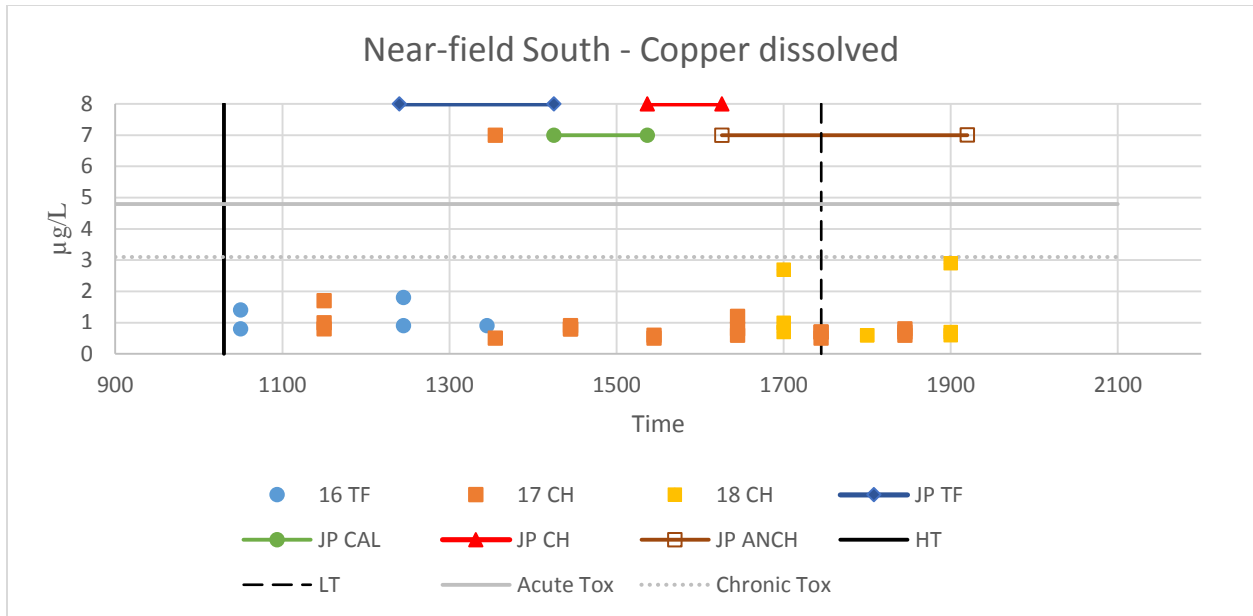 Near-field South - Copper dissolved
8
7
6
5
4
3
2
1
0
µg/L
900 1100 1300 1500 1700 1900 2100
Time
16 TF 17 CH 18 CH JP TF
JP CAL JP CH JP ANCH HT
LT Acute Tox Chronic Tox